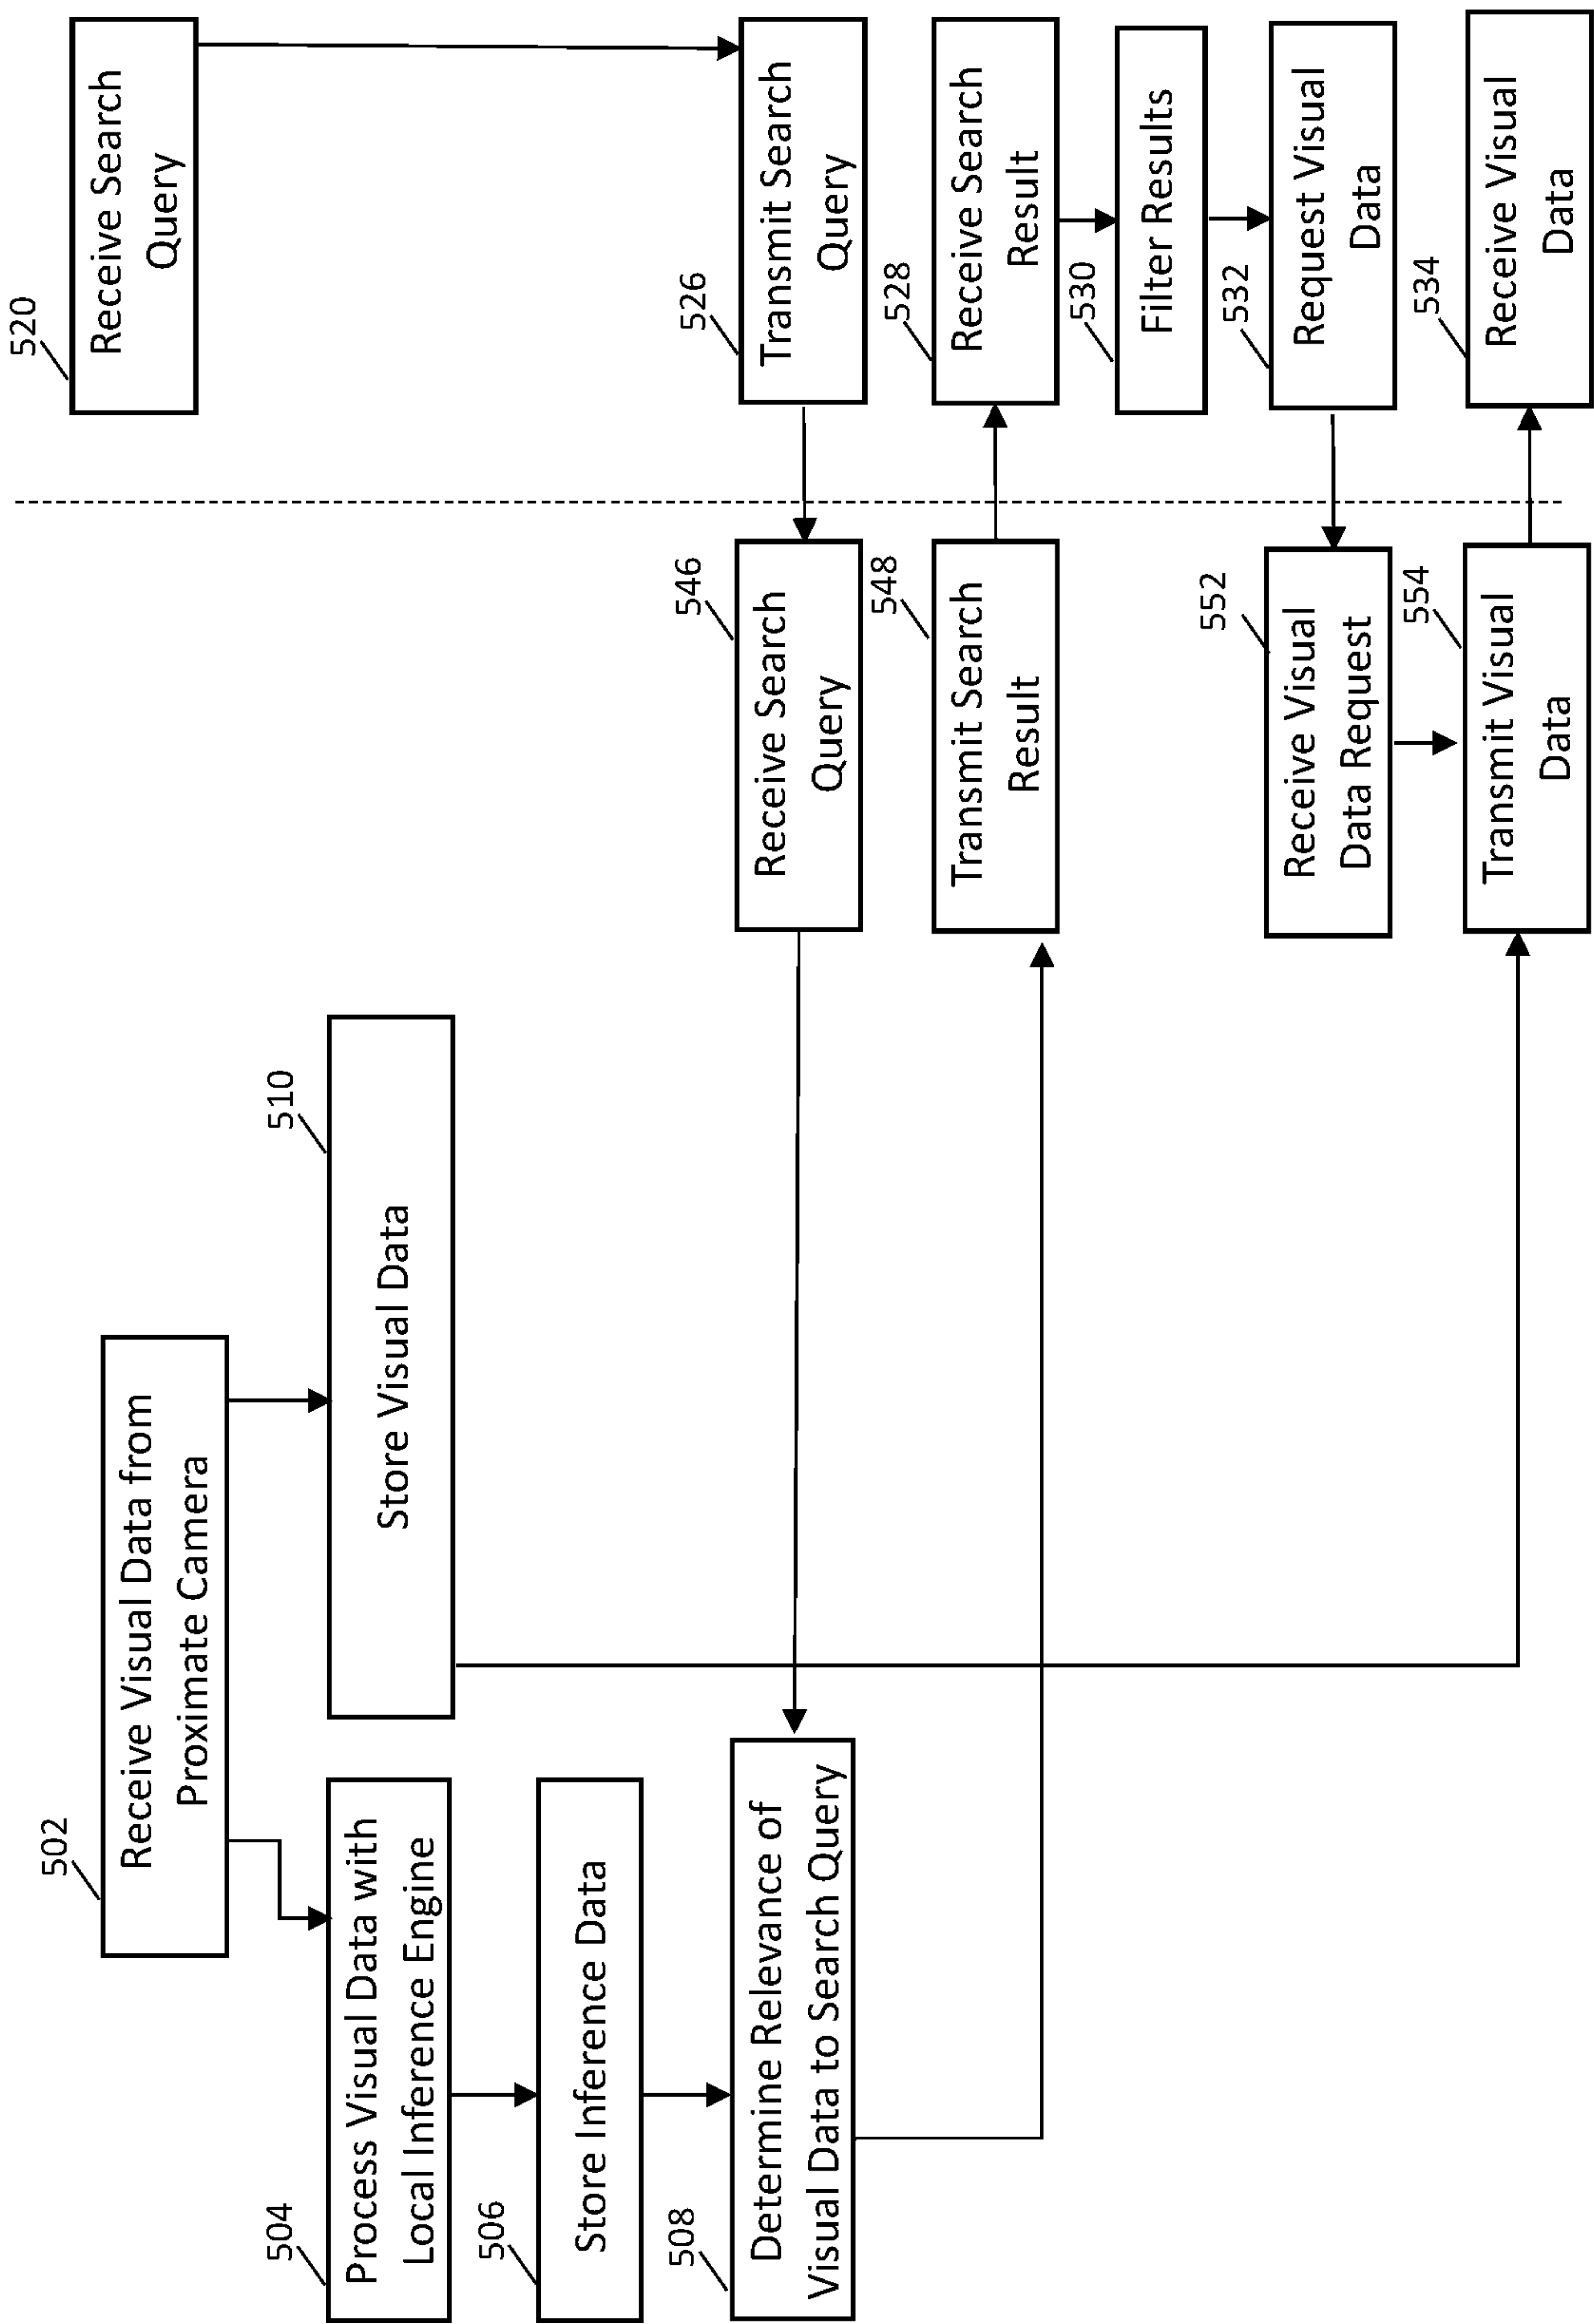 502
Receive Visual Data from
Proximate Camera
504
Process Visual Data with
Local Inference Engine
510
Store Visual Data
506
Store Inference Data
508
Determine Relevance of
Visual Data to Search Query
520
Receive Search
Query
526
Transmit Search
Query
546
Receive Search
Query
548
Transmit Search
Result
528
Receive Search
Result
530
Filter Results
532
Request Visual
Data
552
Receive Visual
Data Request
554
Transmit Visual
Data
534
Receive Visual
Data